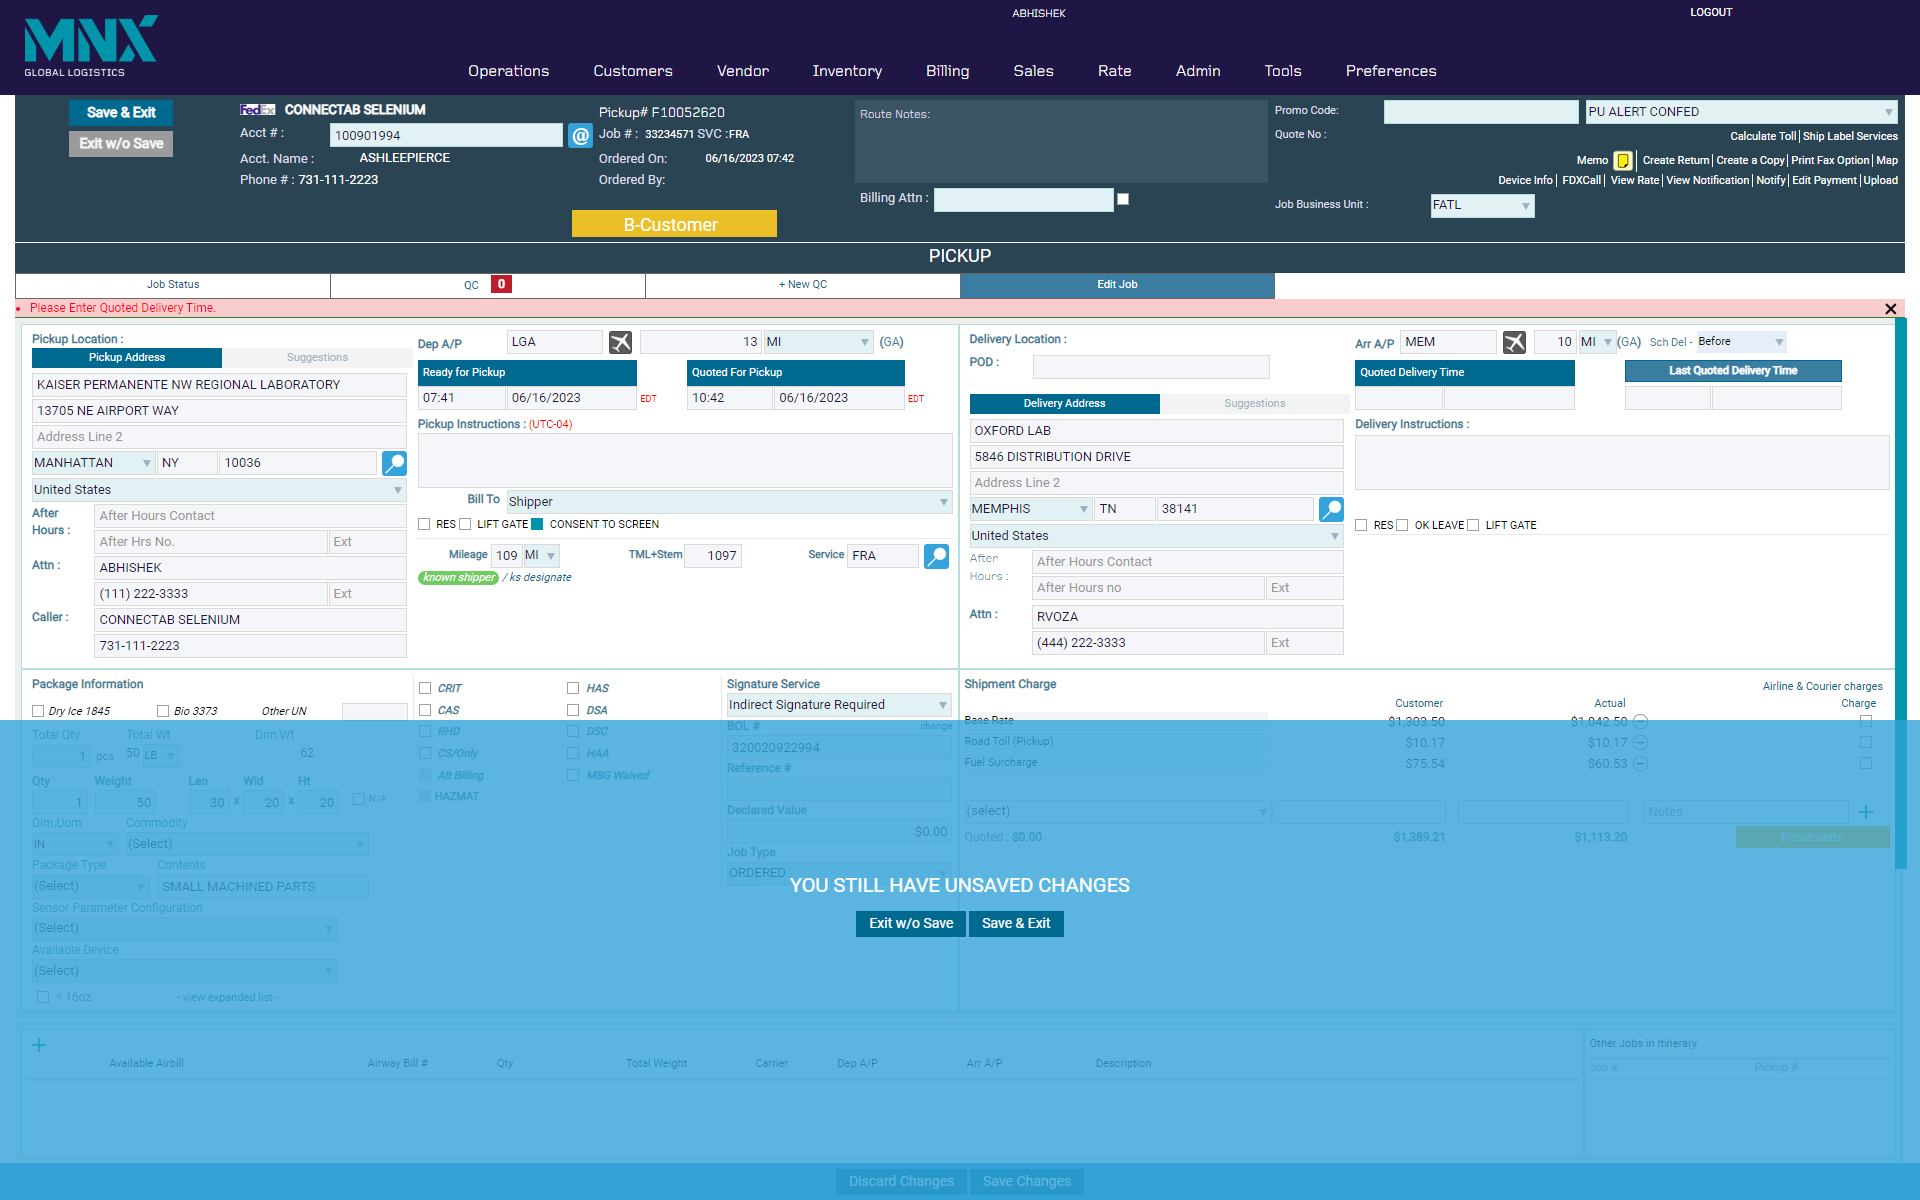 ABHISHEK
LOGOUT
MNX
GLOBAL LOGISTICS
Operations Customers Vendor Inventory Billing Sales Rate Admin Tools Preferences
Save & Exit
Exit w/o Save
FedEx CONNECTAB SELENIUM
Acct # : 100901994 @
Acct. Name : ASHLEEPIERCE
Phone # : 731-111-2223
Pickup# F10052620
Job # : 33234571 SVC :FRA
Ordered On: 06/16/2023 07:42
Ordered By:
B-Customer
Route Notes:
Billing Attn :
Promo Code: PU ALERT CONFED
Quote No :
Calculate Toll | Ship Label Services
Memo | Create Return | Create a Copy | Print Fax Option | Map
Device Info | FDXCall | View Rate | View Notification | Notify | Edit Payment | Upload
Job Business Unit : FATL
PICKUP
Job Status QC 0 + New QC Edit Job
Please Enter Quoted Delivery Time.
Pickup Location :
Pickup Address Suggestions
KAISER PERMANENTE NW REGIONAL LABORATORY
13705 NE AIRPORT WAY
Address Line 2
MANHATTAN NY 10036
United States
After Hours : After Hours Contact
After Hrs No. Ext
Attn : ABHISHEK
(111) 222-3333 Ext
Caller : CONNECTAB SELENIUM
731-111-2223
Dep A/P LGA 13 MI (GA)
Ready for Pickup Quoted For Pickup
07:41 06/16/2023 EDT 10:42 06/16/2023 EDT
Pickup Instructions : (UTC-04)
Bill To Shipper
RES LIFT GATE CONSENT TO SCREEN
Mileage 109 MI TML+Stem 1097 Service FRA
known shipper / ks designate
Delivery Location :
POD :
Delivery Address Suggestions
OXFORD LAB
5846 DISTRIBUTION DRIVE
Address Line 2
MEMPHIS TN 38141
United States
After Hours : After Hours Contact
After Hours no Ext
Attn : RVOZA
(444) 222-3333 Ext
Arr A/P MEM 10 MI (GA) Sch Del - Before
Quoted Delivery Time Last Quoted Delivery Time
Delivery Instructions :
RES OK LEAVE LIFT GATE
Package Information
Dry Ice 1845 Bio 3373 Other UN
Total Qty Total Wt Dim.Wt
1 pcs 50 LB 62
Qty Weight Len Wid Ht
1 50 30 x 20 x 20 N/A
Dim.Uom Commodity
IN (Select)
Package Type Contents
(Select) SMALL MACHINED PARTS
Sensor Parameter Configuration
(Select)
Available Device
(Select)
< 16oz - view expanded list -
CRIT HAS
CAS DSA
RHD DSC
CS/Only HAA
Alt Billing MBG Waived
HAZMAT
Signature Service
Indirect Signature Required
BOL # change
320020922994
Reference #
Declared Value
$0.00
Job Type
ORDERED
Shipment Charge
Airline & Courier charges
Customer Actual Charge
Base Rate $1,303.50 $1,042.50
Road Toll (Pickup) $10.17 $10.17
Fuel Surcharge $75.54 $60.53
(select) Notes
Quoted : $0.00 $1,389.21 $1,113.20 Recalculate
YOU STILL HAVE UNSAVED CHANGES
Exit w/o Save Save & Exit
Available Airbill Airway Bill # Qty Total Weight Carrier Dep A/P Arr A/P Description
Other Jobs in Itinerary
Job # Pickup #
Discard Changes Save Changes